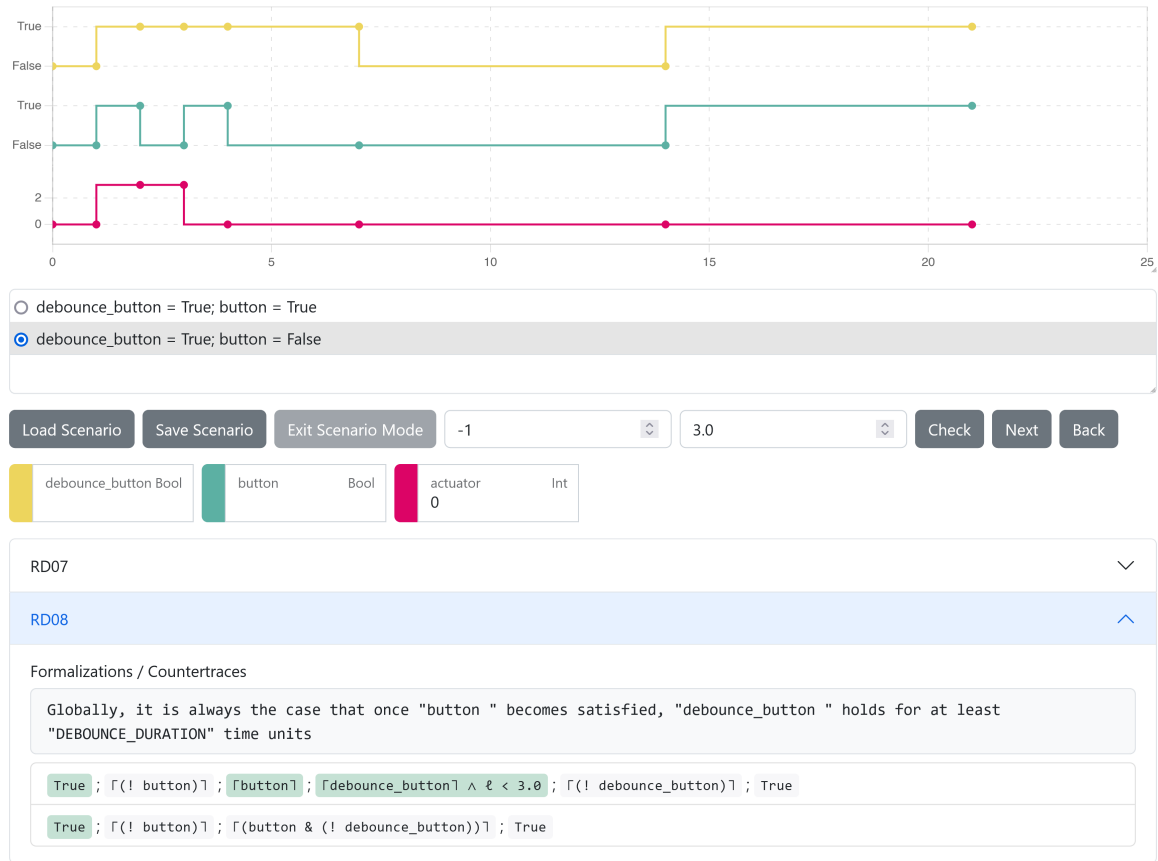 True
False
True
False
2
0
0 5 10 15 20 25
debounce_button = True; button = True
debounce_button = True; button = False
Load Scenario Save Scenario Exit Scenario Mode -1 3.0 Check Next Back
debounce_button Bool button Bool actuator Int
0
RD07
RD08
Formalizations / Countertraces
Globally, it is always the case that once "button " becomes satisfied, "debounce_button " holds for at least
"DEBOUNCE_DURATION" time units
True ; ⌈(! button)⌉ ; ⌈button⌉ ; ⌈debounce_button⌉ ∧ ℓ < 3.0 ; ⌈(! debounce_button)⌉ ; True
True ; ⌈(! button)⌉ ; ⌈(button & (! debounce_button))⌉ ; True